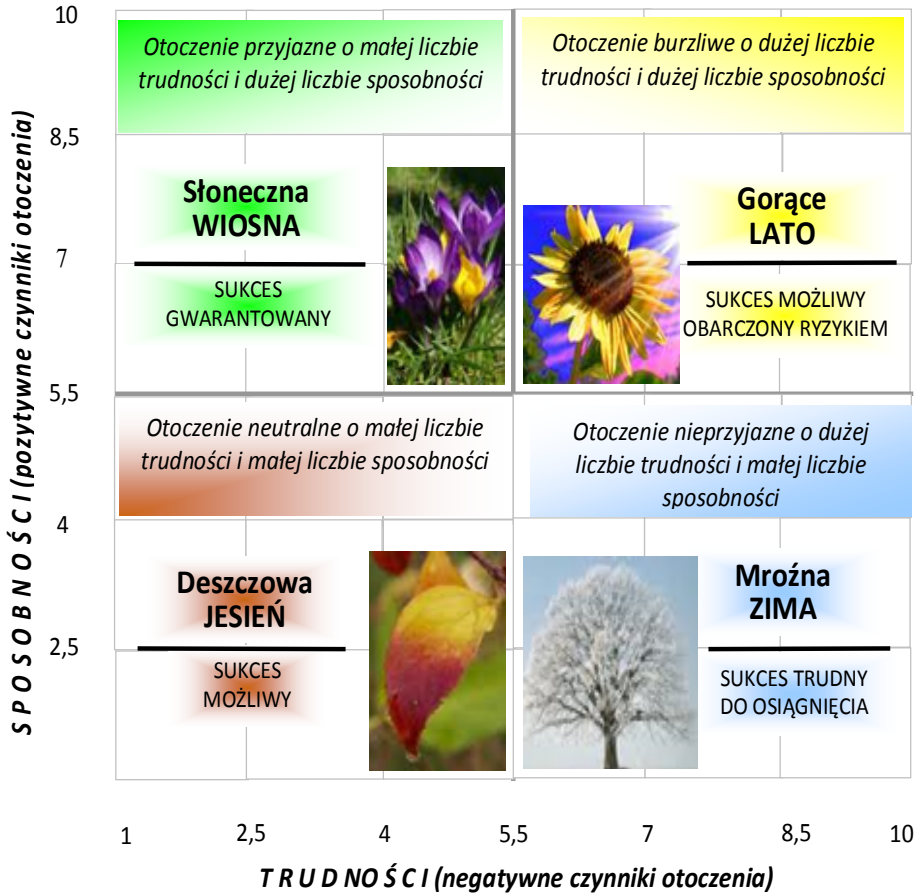 10
Otoczenie przyjazne o małej liczbie
trudności i dużej liczbie sposobności
Otoczenie burzliwe o dużej liczbie
trudności i dużej liczbie sposobności
8,5
Słoneczna
WIOSNA
Gorące
LATO
7
SUKCES
GWARANTOWANY
SUKCES MOŻLIWY
OBARCZONY RYZYKIEM
5,5
Otoczenie neutralne o małej liczbie
trudności i małej liczbie sposobności
Otoczenie nieprzyjazne o dużej
liczbie trudności i małej liczbie
sposobności
4
Deszczowa
JESIEŃ
Mroźna
ZIMA
2,5
SUKCES
MOŻLIWY
SUKCES TRUDNY
DO OSIĄGNIĘCIA
S P O S O B N O Ś C I (pozytywne czynniki otoczenia)
1 2,5 4 5,5 7 8,5 10
T R U D NO Ś C I (negatywne czynniki otoczenia)